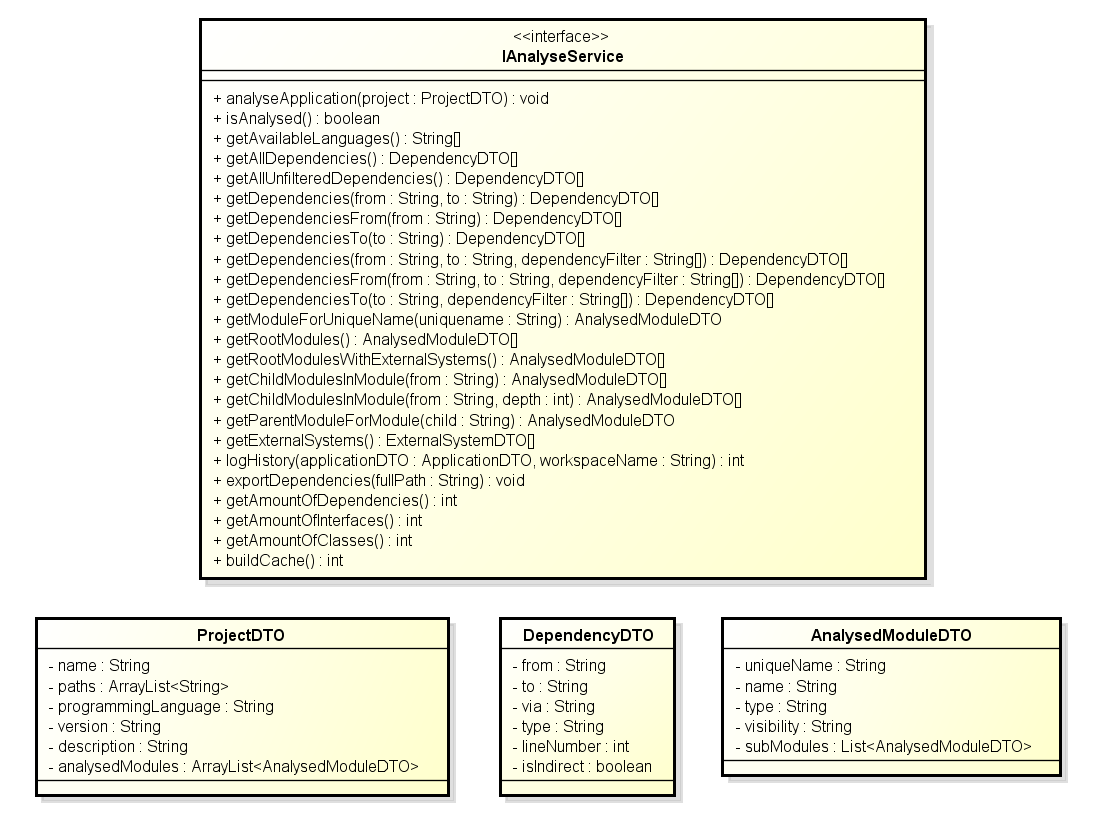 <<interface>>
IAnalyseService
+ analyseApplication(project : ProjectDTO) : void
+ isAnalysed() : boolean
+ getAvailableLanguages() : String[]
+ getAllDependencies() : DependencyDTO[]
+ getAllUnfilteredDependencies() : DependencyDTO[]
+ getDependencies(from : String, to : String) : DependencyDTO[]
+ getDependenciesFrom(from : String) : DependencyDTO[]
+ getDependenciesTo(to : String) : DependencyDTO[]
+ getDependencies(from : String, to : String, dependencyFilter : String[]) : DependencyDTO[]
+ getDependenciesFrom(from : String, to : String, dependencyFilter : String[]) : DependencyDTO[]
+ getDependenciesTo(to : String, dependencyFilter : String[]) : DependencyDTO[]
+ getModuleForUniqueName(uniquename : String) : AnalysedModuleDTO
+ getRootModules() : AnalysedModuleDTO[]
+ getRootModulesWithExternalSystems() : AnalysedModuleDTO[]
+ getChildModulesInModule(from : String) : AnalysedModuleDTO[]
+ getChildModulesInModule(from : String, depth : int) : AnalysedModuleDTO[]
+ getParentModuleForModule(child : String) : AnalysedModuleDTO
+ getExternalSystems() : ExternalSystemDTO[]
+ logHistory(applicationDTO : ApplicationDTO, workspaceName : String) : int
+ exportDependencies(fullPath : String) : void
+ getAmountOfDependencies() : int
+ getAmountOfInterfaces() : int
+ getAmountOfClasses() : int
+ buildCache() : int
ProjectDTO
- name : String
- paths : ArrayList<String>
- programmingLanguage : String
- version : String
- description : String
- analysedModules : ArrayList<AnalysedModuleDTO>
DependencyDTO
- from : String
- to : String
- via : String
- type : String
- lineNumber : int
- isIndirect : boolean
AnalysedModuleDTO
- uniqueName : String
- name : String
- type : String
- visibility : String
- subModules : List<AnalysedModuleDTO>